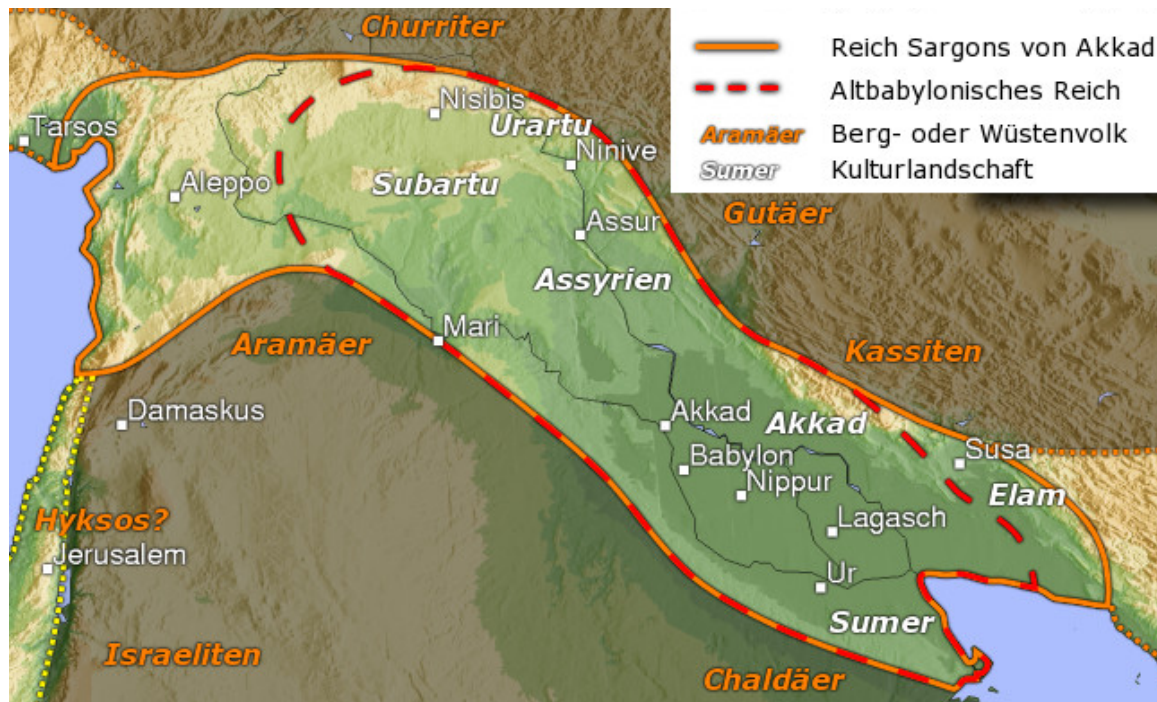 Churriter
Reich Sargons von Akkad
Altbabylonisches Reich
Aramäer Berg- oder Wüstenvolk
Sumer Kulturlandschaft
Tarsos
Nisibis
Urartu
Ninive
Aleppo
Subartu
Gutäer
Assur
Assyrien
Mari
Aramäer
Kassiten
Damaskus
Akkad
Akkad
Babylon
Susa
Nippur
Elam
Hyksos?
Lagasch
Jerusalem
Ur
Sumer
Israeliten
Chaldäer